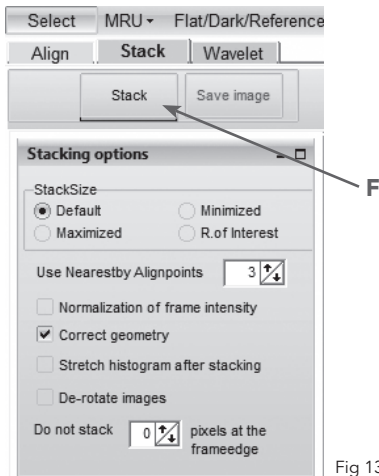 Select MRU Flat/Dark/Reference
Align Stack Wavelet
Stack Save image
F
Stacking options
StackSize
Default Minimized
Maximized R.of Interest
Use Nearestby Alignpoints 3
Normalization of frame intensity
Correct geometry
Stretch histogram after stacking
De-rotate images
Do not stack 0 pixels at the
frameedge
Fig 13